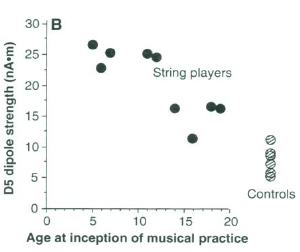 B
30
25
20
15
10
5
0
D5 dipole strength (nA•m)
String players
Controls
0 5 10 15 20
Age at inception of musical practice